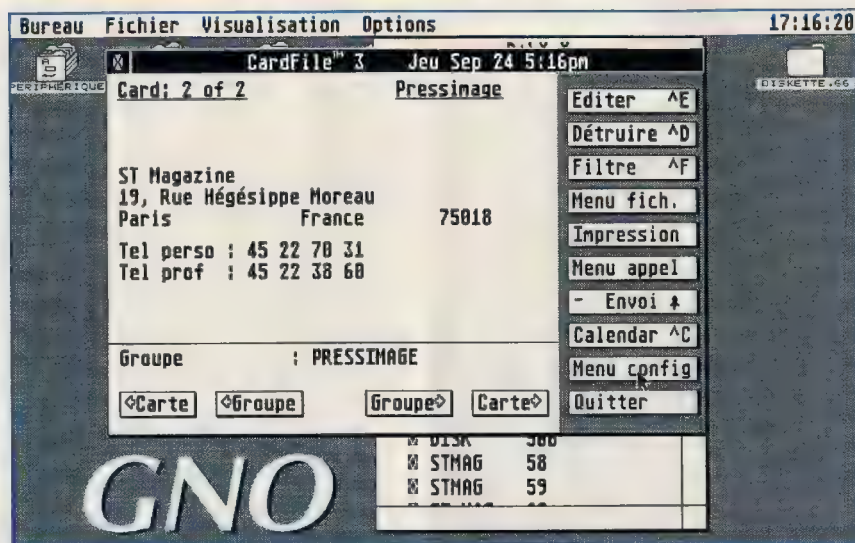 Bureau Fichier Visualisation Options 17:16:20
CardFile™ 3 Jeu Sep 24 5:16pm
PERIPHERIQUE
DISKETTE.66
Card: 2 of 2 Pressimage
ST Magazine
19, Rue Hégésippe Moreau
Paris France 75018
Tel perso : 45 22 70 31
Tel prof : 45 22 38 60
Groupe : PRESSIMAGE
Carte Groupe Groupe Carte
Editer ^E
Détruire ^D
Filtre ^F
Menu fich.
Impression
Menu appel
- Envoi
Calendar ^C
Menu config
Quitter
STMAG 58
STMAG 59
GNO